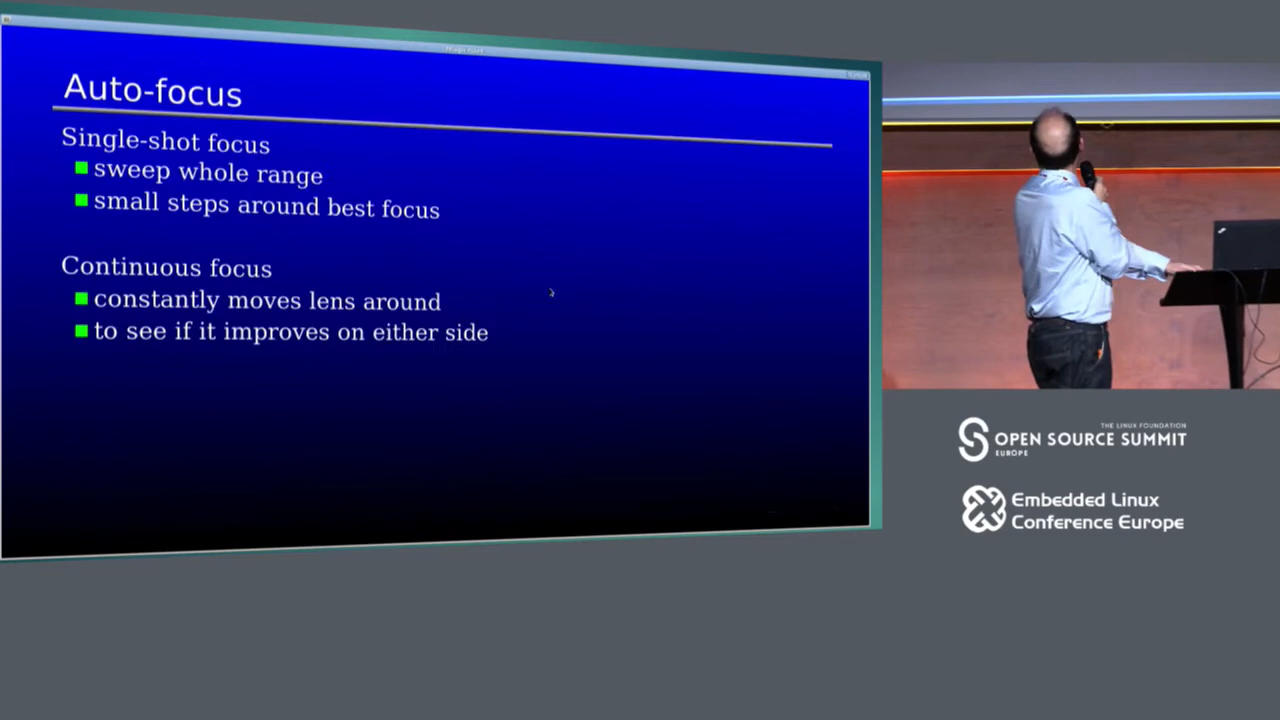 Auto-focus
Single-shot focus
sweep whole range
small steps around best focus
Continuous focus
constantly moves lens around
to see if it improves on either side
THE LINUX FOUNDATION
OPEN SOURCE SUMMIT
EUROPE
Embedded Linux
Conference Europe